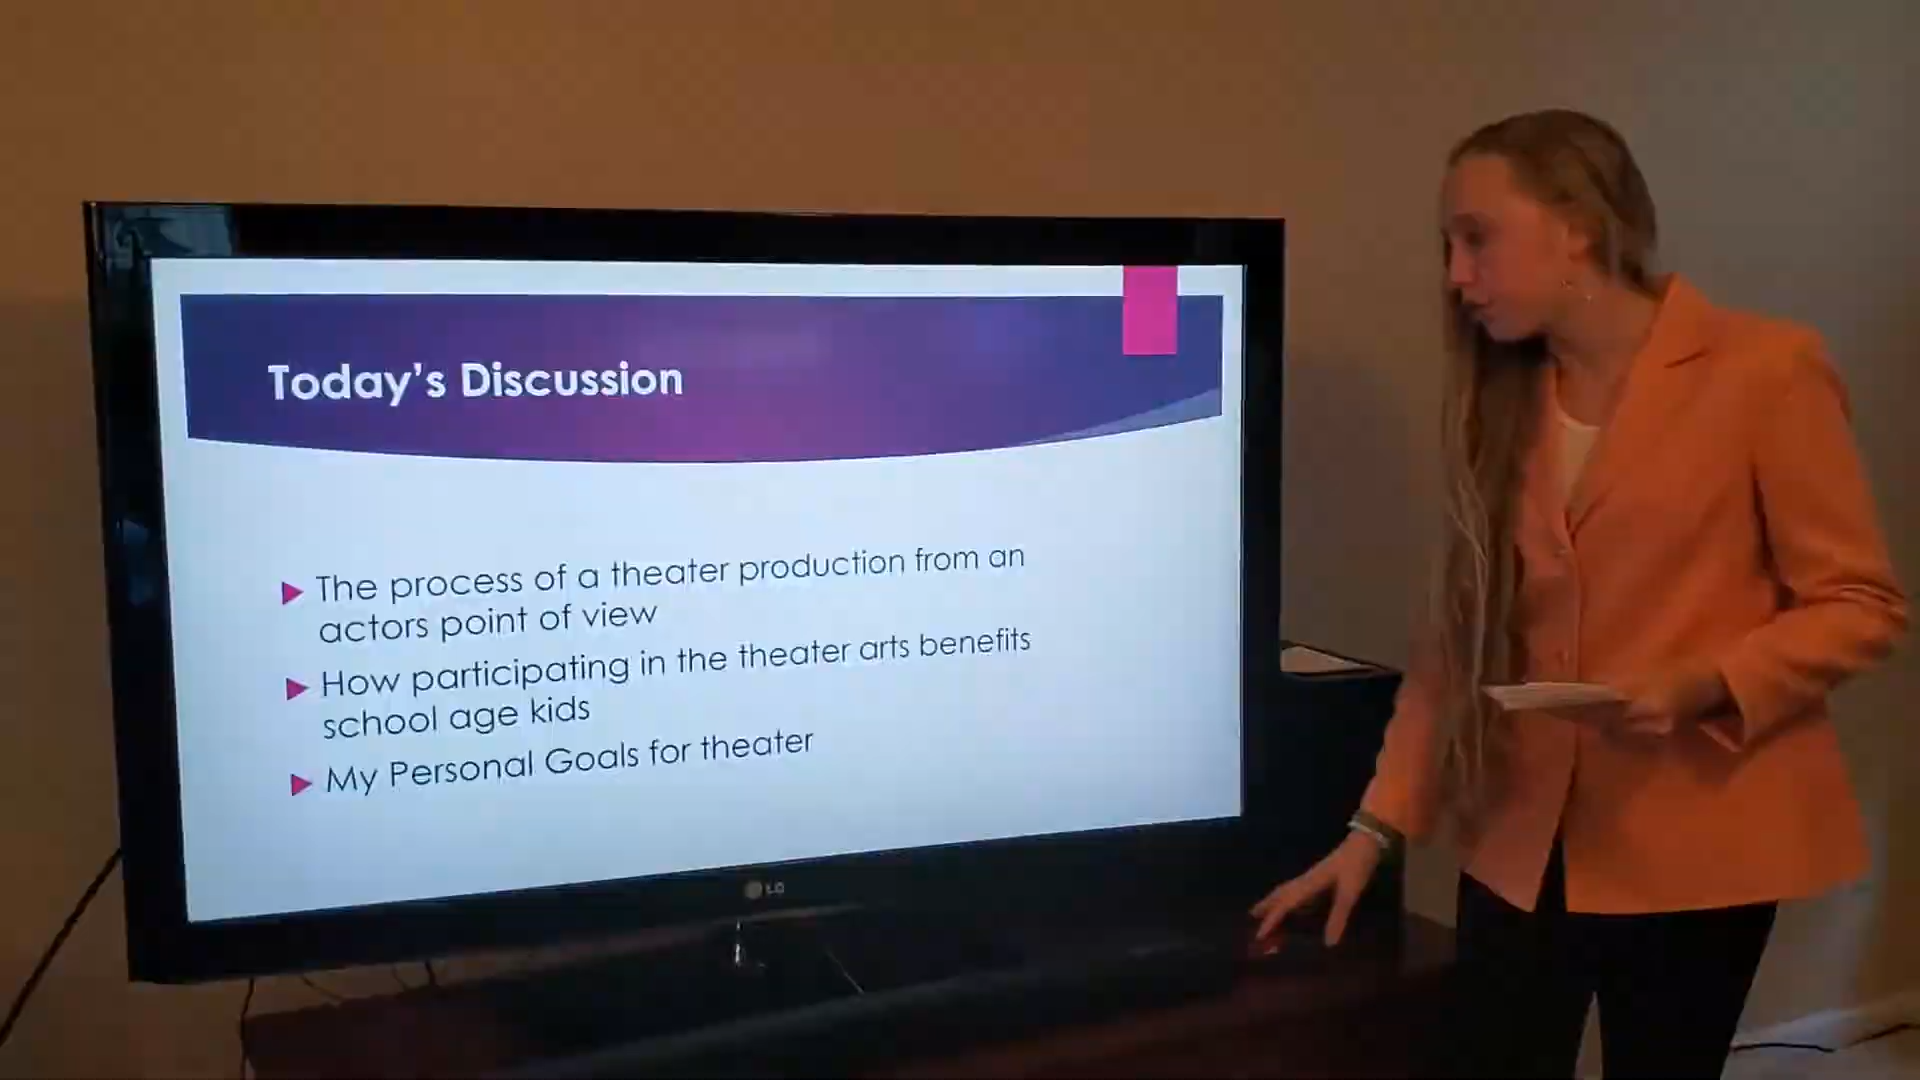 Today's Discussion
The process of a theater production from an
actors point of view
How participating in the theater arts benefits
school age kids
My Personal Goals for theater
LG